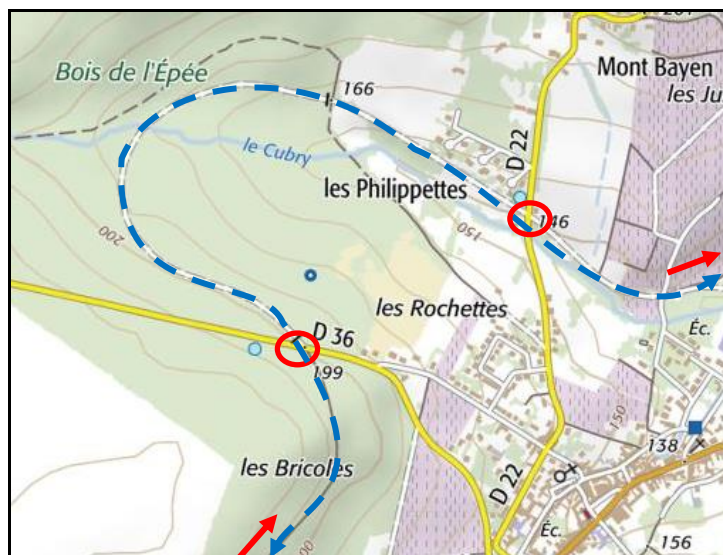 Mont Bayen
les Ju
Bois de l'Épée
166
D 22
le Cubry
les Philippettes
146
150
200
les Rochettes
D 36
199
Éc.
150
138
les Bricoles
D 22
Éc.
156
00